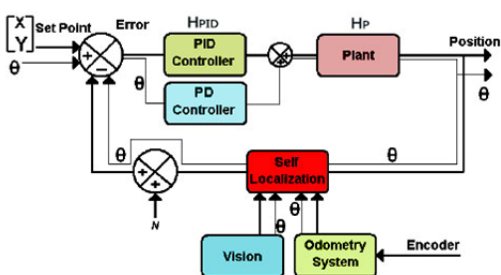 HPID
HP
X
Y
Set Point
Error
PID
Controller
Plant
Position
θ
θ
PD
Controller
θ
θ
θ
Self
Localization
N
θ
θ
Vision
Odometry
System
Encoder